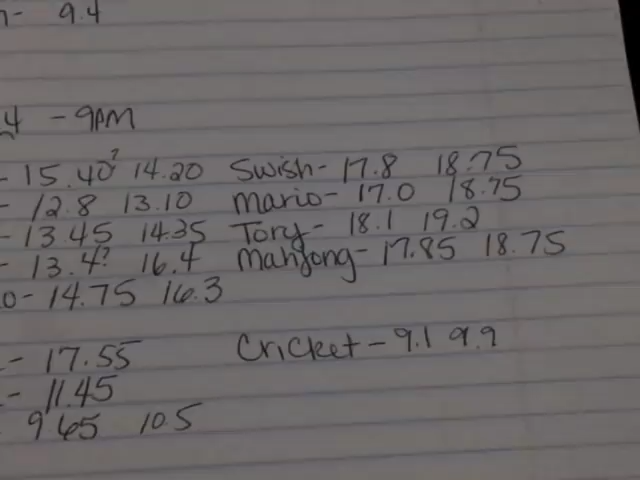 - 9.4
4 - 9PM
- 15.40? 14.20 Swish- 17.8 18.75
- 12.8 13.10 Mario- 17.0 18.75
- 13.45 14.35 Tory- 18.1 19.2
- 13.4? 16.4 Mahjong- 17.85 18.75
o- 14.75 16.3
- 17.55 Cricket- 9.1 9.9
- 11.45
9.65 10.5